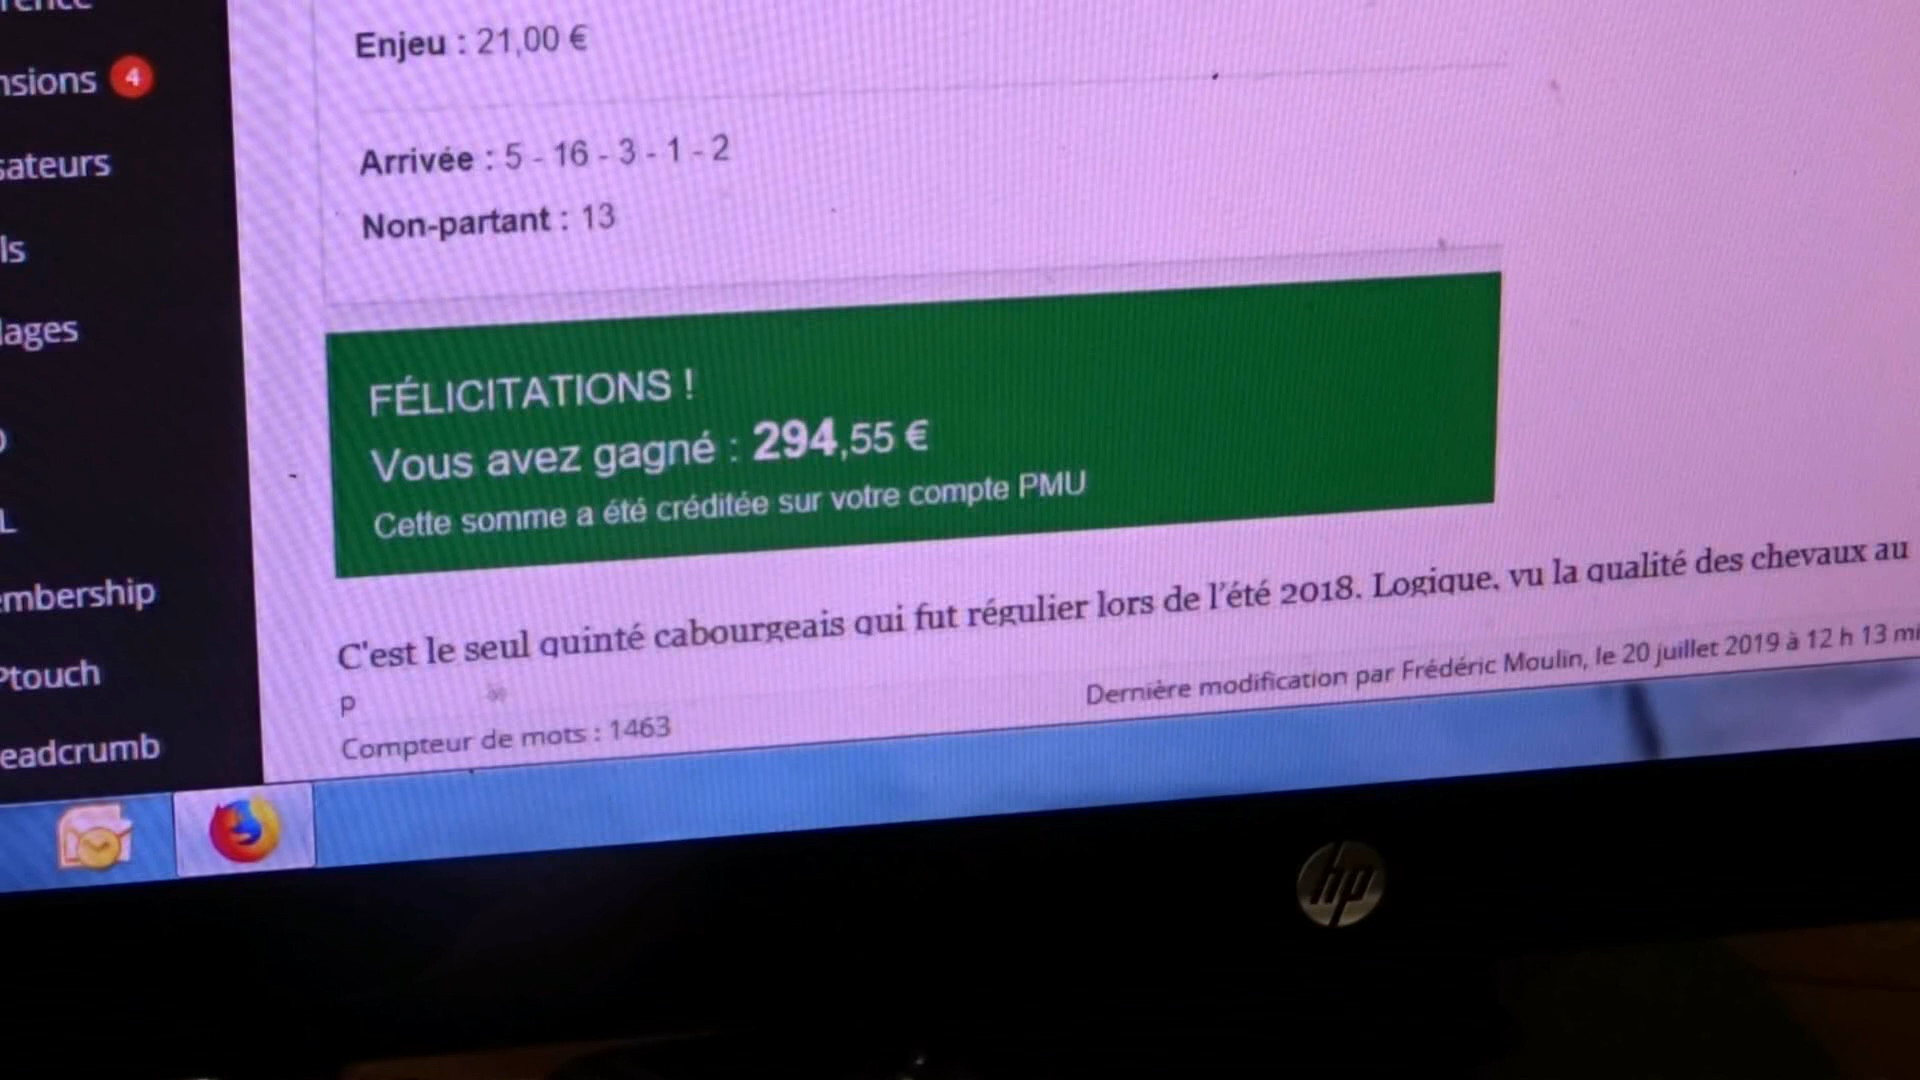 Enjeu : 21,00 €
nsions 4
Arrivée : 5 - 16 - 3 - 1 - 2
sateurs
Non-partant : 13
ls
lages
FÉLICITATIONS !
Vous avez gagné : 294,55 €
Cette somme a été créditée sur votre compte PMU
L
embership
C'est le seul quinté cabourgeais qui fut régulier lors de l'été 2018. Logique, vu la qualité des chevaux au
Ptouch
P
Dernière modification par Frédéric Moulin, le 20 juillet 2019 à 12 h 13 mi
Compteur de mots : 1463
eadcrumb
hp